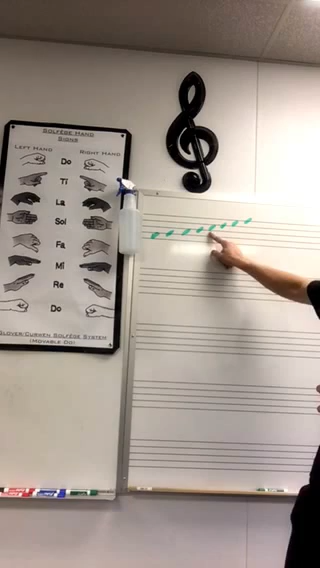 SOLFÈGE HAND
SIGNS
LEFT HAND RIGHT HAND
Do
Ti
La
Sol
Fa
Mi
Re
Do
GLOVER/CURWEN SOLFÈGE SYSTEM
(MOVABLE DO)